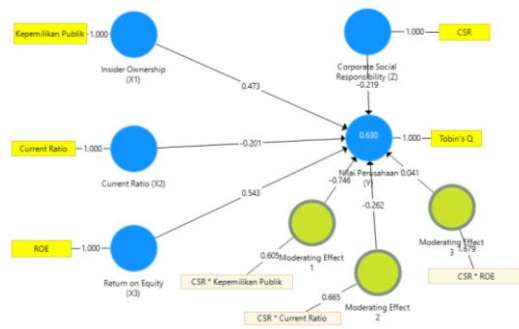 Kepemilikan Publik
1.000
Insider Ownership
(X1)
0.473
Current Ratio
1.000
Current Ratio (X2)
-0.201
ROE
1.000
Return on Equity
(X3)
0.543
1.000
CSR
Corporate Social
Responsibility (Z)
-0.219
0.630
1.000
Tobin's Q
Nilai Perusahaan
(Y)
0.041
-0.746
-0.262
0.605
Moderating Effect
1
CSR * Kepemilikan Publik
0.665
Moderating Effect
2
CSR * Current Ratio
Moderating Effect
3
1.679
CSR * ROE